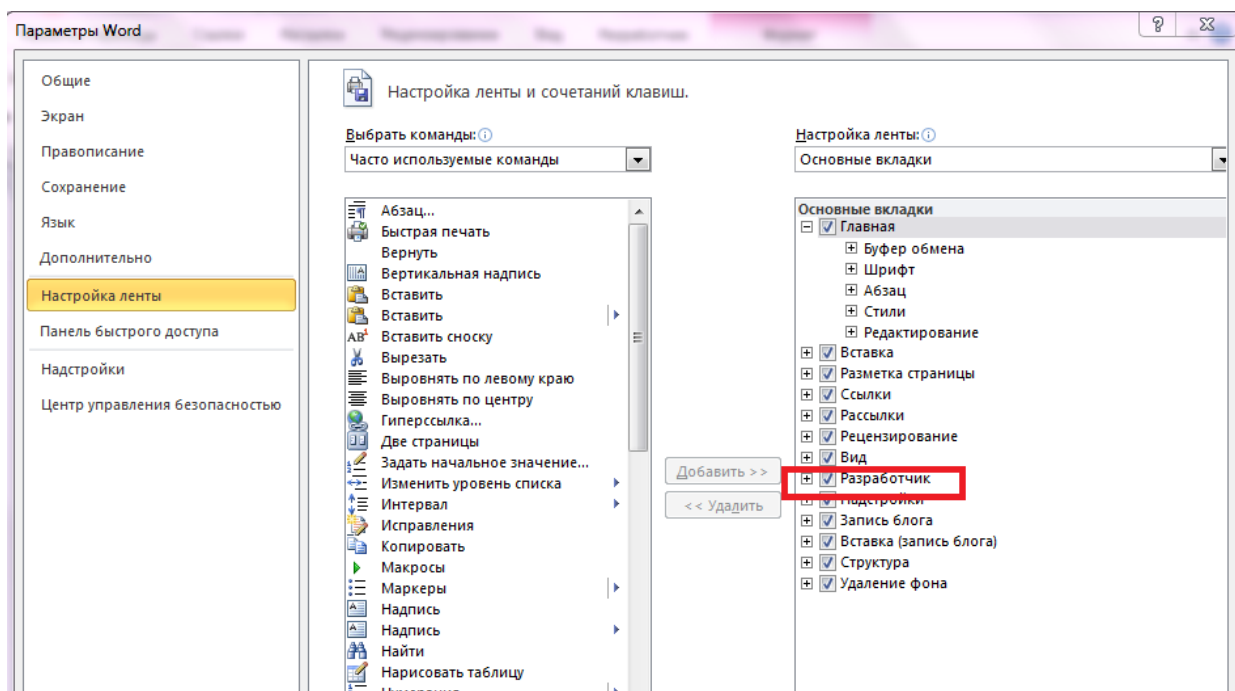 Параметры Word
Общие
Экран
Правописание
Сохранение
Язык
Дополнительно
Настройка ленты
Панель быстрого доступа
Надстройки
Центр управления безопасностью
Настройка ленты и сочетаний клавиш.
Выбрать команды:
Часто используемые команды
Абзац...
Быстрая печать
Вернуть
Вертикальная надпись
Вставить
Вставить
Вставить сноску
Вырезать
Выровнять по левому краю
Выровнять по центру
Гиперссылка...
Две страницы
Задать начальное значение...
Изменить уровень списка
Интервал
Исправления
Копировать
Макросы
Маркеры
Надпись
Надпись
Найти
Нарисовать таблицу
Добавить >>
<< Удалить
Настройка ленты:
Основные вкладки
Основные вкладки
Главная
Буфер обмена
Шрифт
Абзац
Стили
Редактирование
Вставка
Разметка страницы
Ссылки
Рассылки
Рецензирование
Вид
Разработчик
Надстройки
Запись блога
Вставка (запись блога)
Структура
Удаление фона